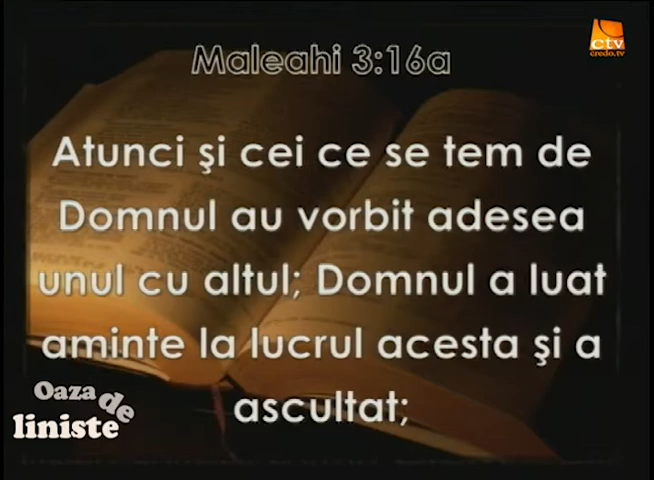 Maleahi 3:16a
ctv
credo.tv
Atunci şi cei ce se tem de
Domnul au vorbit adesea
unul cu altul; Domnul a luat
aminte la lucrul acesta şi a
ascultat;
Oaza de
liniste